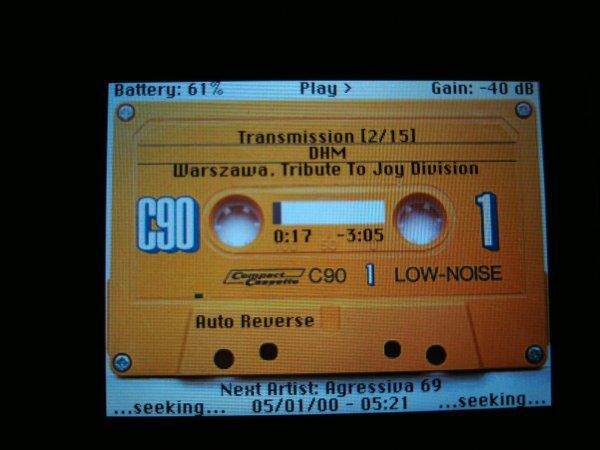 Battery: 61% Play > Gain: -40 dB
Transmission [2/15]
DHM
Warszawa. Tribute To Joy Division
C90 1
0:17 -3:05
Compact Cassette C90 1 LOW-NOISE
Auto Reverse
Next Artist: Agressiva 69
...seeking... 05/01/00 - 05:21 ...seeking...